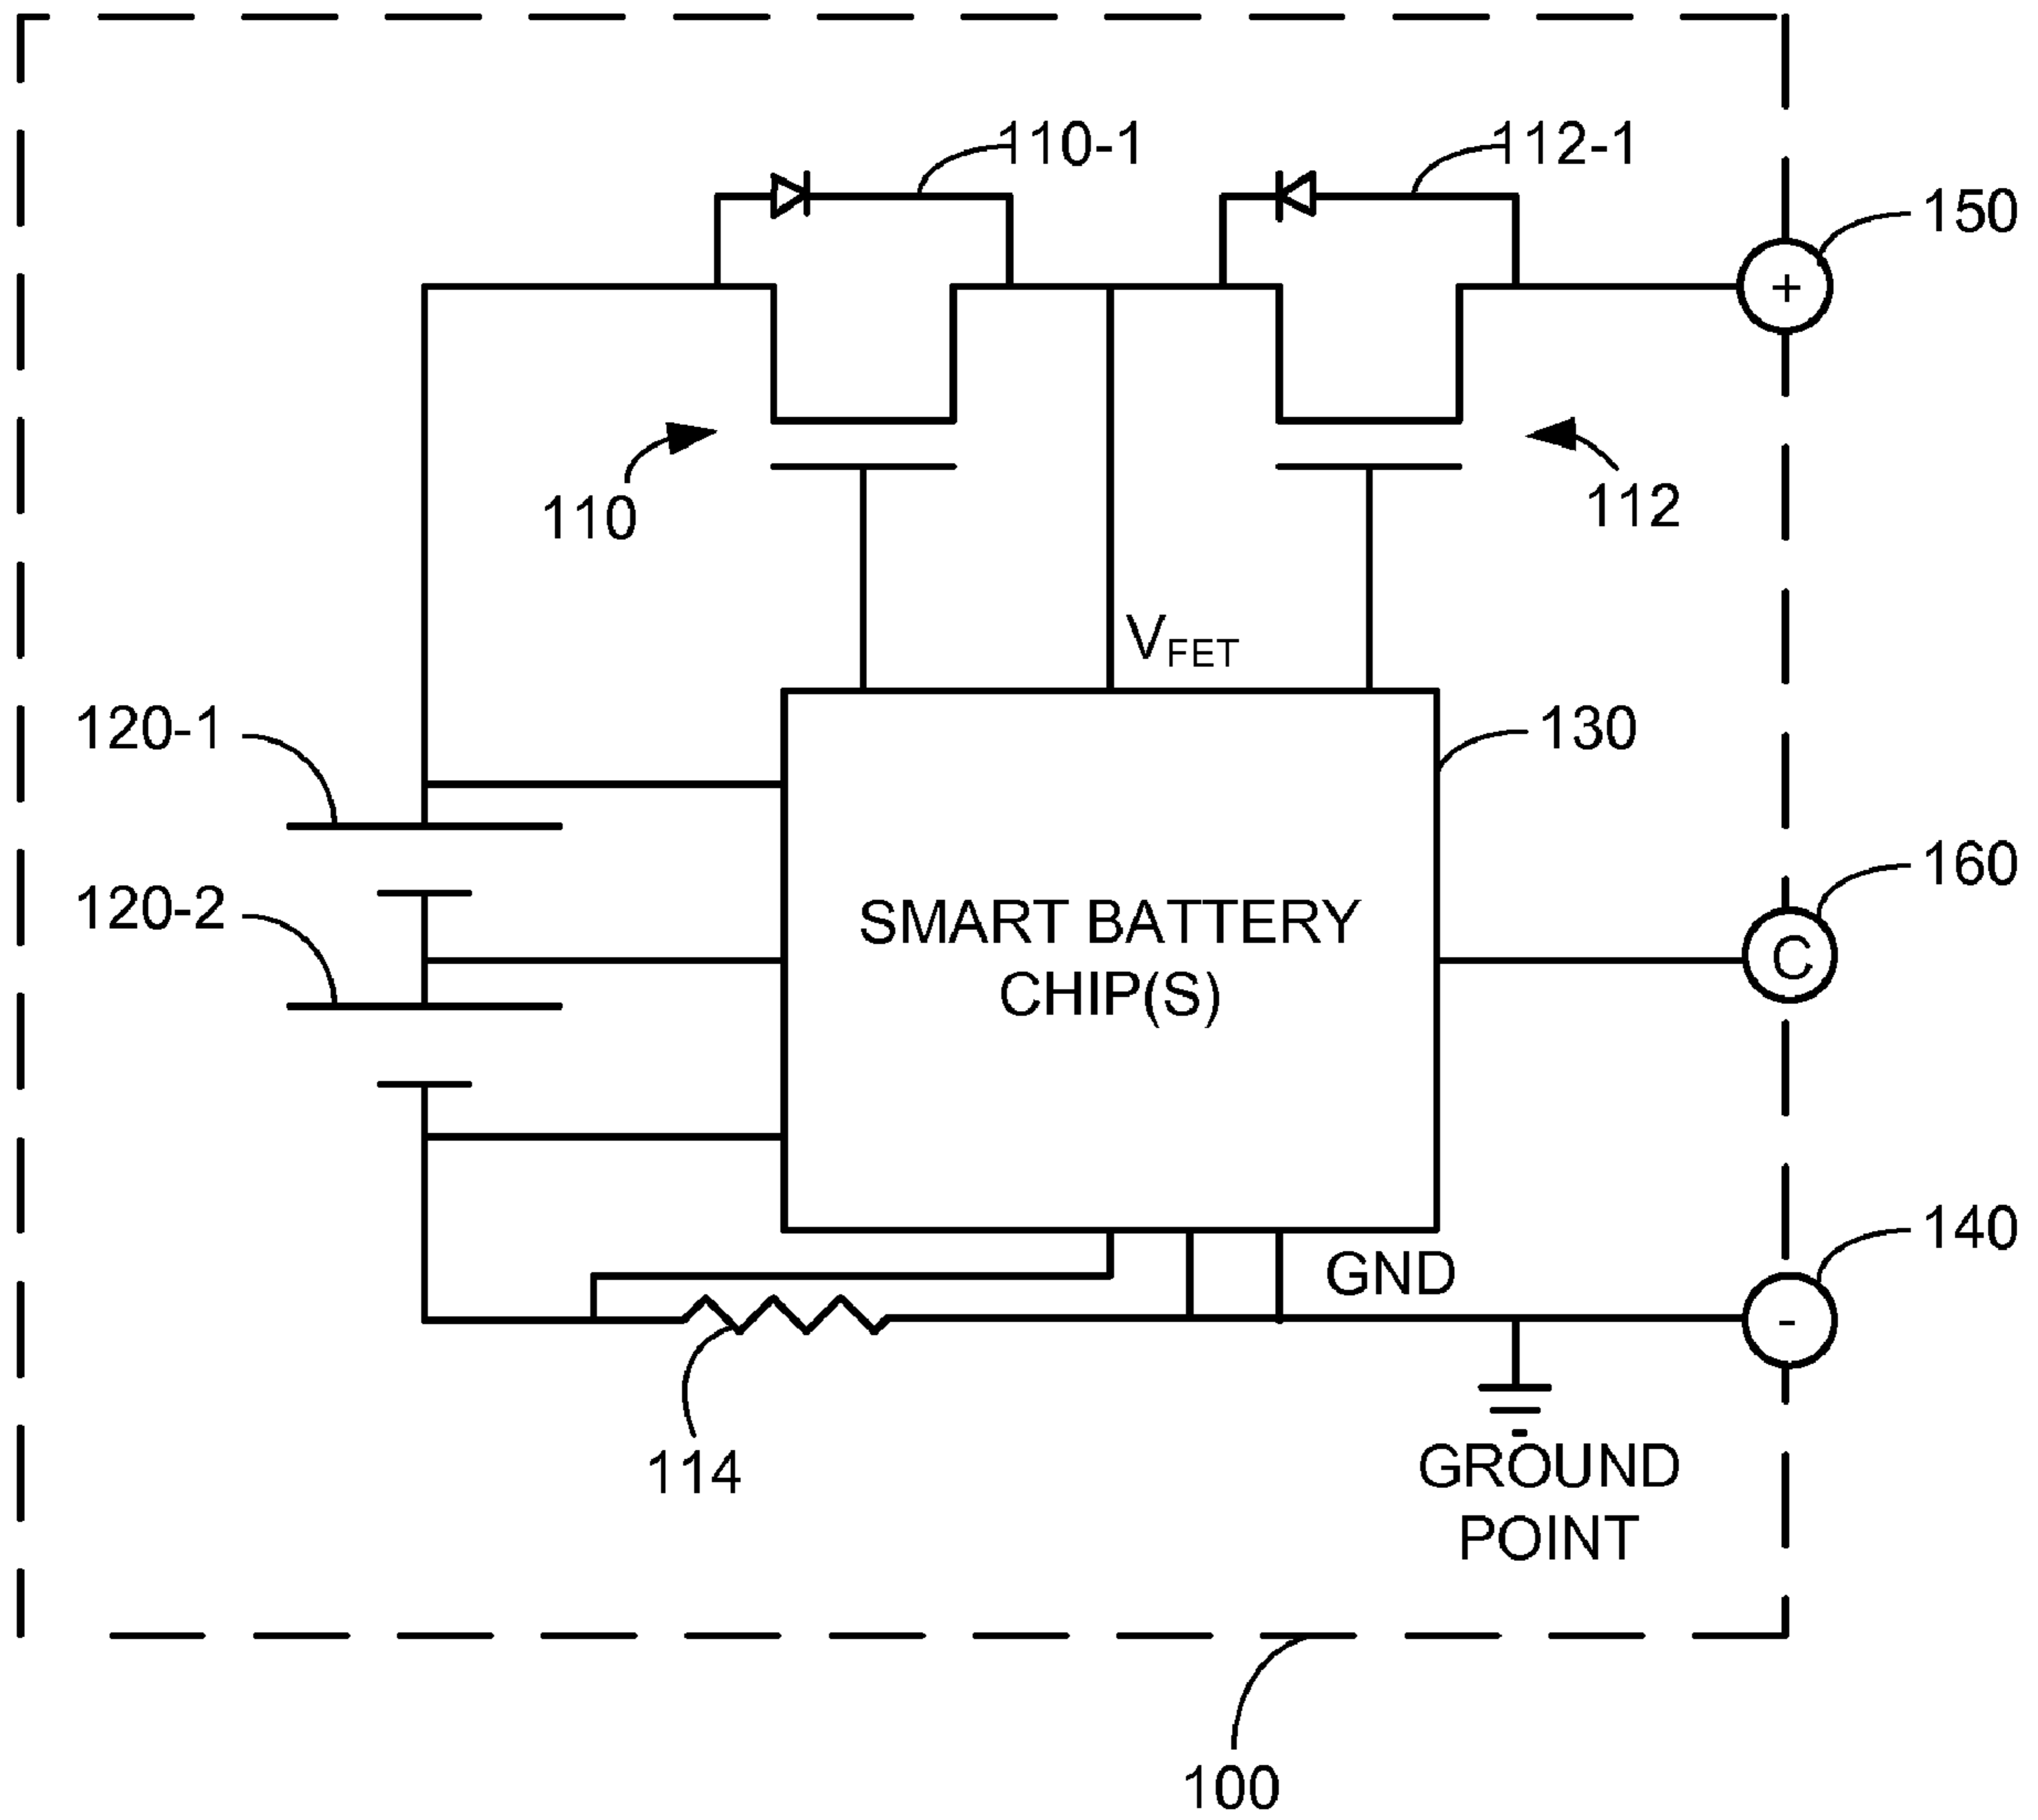 110-1
112-1
150
+
110
112
VFET
120-1
130
120-2
160
SMART BATTERY
CHIP(S)
C
140
GND
-
114
GROUND
POINT
100